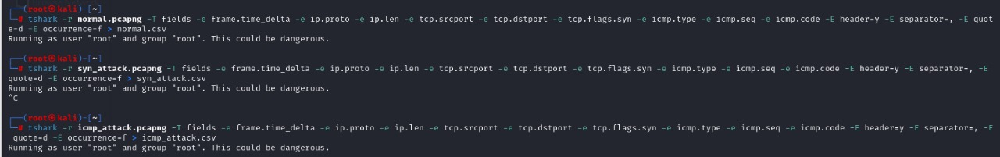 ┌──(root㉿kali)-[~]
└─# tshark -r normal.pcapng -T fields -e frame.time_delta -e ip.proto -e ip.len -e tcp.srcport -e tcp.dstport -e tcp.flags.syn -e icmp.type -e icmp.seq -e icmp.code -E header=y -E separator=, -E quot
e=d -E occurrence=f > normal.csv
Running as user "root" and group "root". This could be dangerous.
┌──(root㉿kali)-[~]
└─# tshark -r syn_attack.pcapng -T fields -e frame.time_delta -e ip.proto -e ip.len -e tcp.srcport -e tcp.dstport -e tcp.flags.syn -e icmp.type -e icmp.seq -e icmp.code -E header=y -E separator=, -E
quote=d -E occurrence=f > syn_attack.csv
Running as user "root" and group "root". This could be dangerous.
^C
┌──(root㉿kali)-[~]
└─# tshark -r icmp_attack.pcapng -T fields -e frame.time_delta -e ip.proto -e ip.len -e tcp.srcport -e tcp.dstport -e tcp.flags.syn -e icmp.type -e icmp.seq -e icmp.code -E header=y -E separator=, -E
quote=d -E occurrence=f > icmp_attack.csv
Running as user "root" and group "root". This could be dangerous.